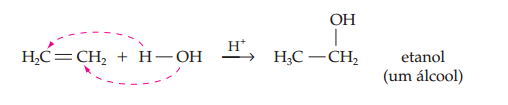 OH
H₂C=CH₂ + H—OH H⁺ H₃C—CH₂ etanol
(um álcool)